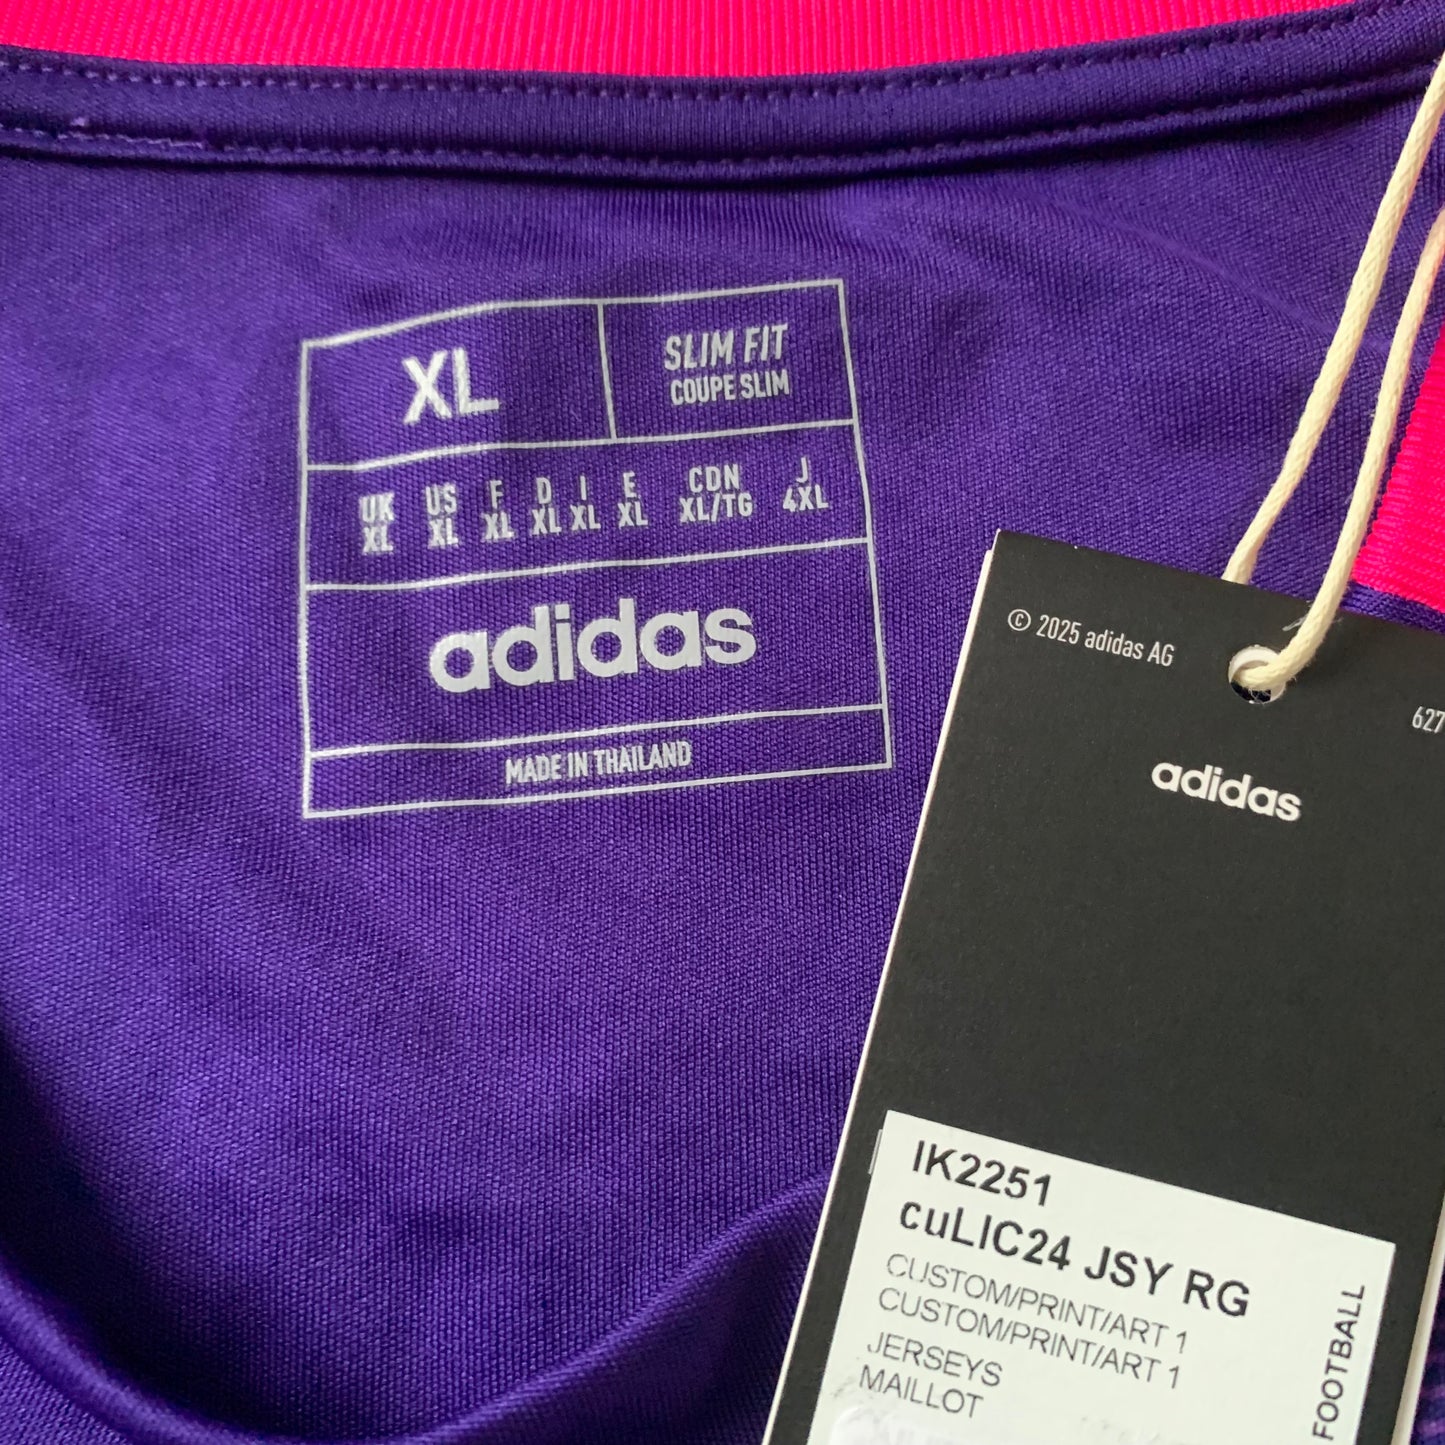 XL
SLIM FIT
COUPE SLIM
UK US F D I E CDN J
XL XL XL XL XL XL XL/TG 4XL
adidas
MADE IN THAILAND
© 2025 adidas AG
627
adidas
IK2251
cuLIC24 JSY RG
CUSTOM/PRINT/ART 1
CUSTOM/PRINT/ART 1
JERSEYS
MAILLOT
FOOTBALL